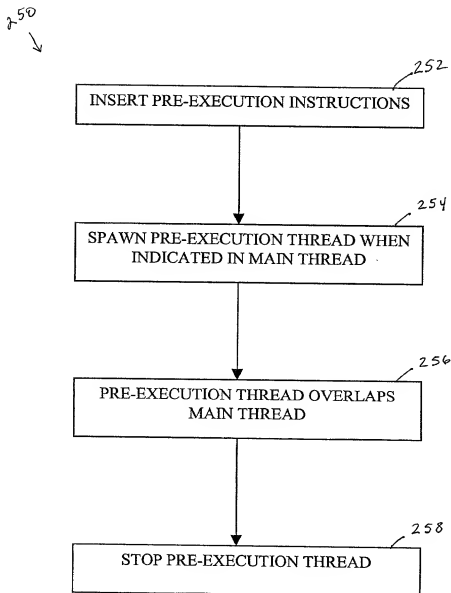 250
252
INSERT PRE-EXECUTION INSTRUCTIONS
254
SPAWN PRE-EXECUTION THREAD WHEN
INDICATED IN MAIN THREAD
256
PRE-EXECUTION THREAD OVERLAPS
MAIN THREAD
258
STOP PRE-EXECUTION THREAD